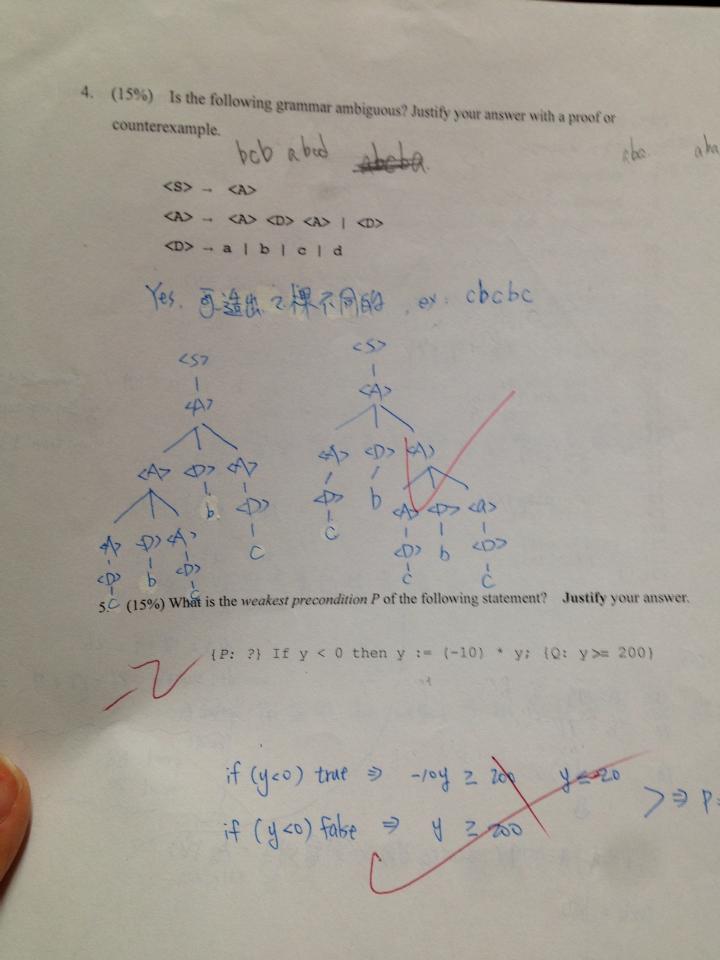 4. (15%) Is the following grammar ambiguous? Justify your answer with a proof or
counterexample.
bcb abcd aba aba
<S> → <A>
<A> → <A> <D> <A> | <D>
<D> → a | b | c | d
Yes. 可造出2棵不同的, ex: cbcbc
<S> <S>
<A> <A>
<A> <D> <A> <A> <D> <A>
b <D> <D> b
<A> <D> <A> c c <A> <D> <a>
<D> b <D> <D> b <D>
c c c c
5. (15%) What is the weakest precondition P of the following statement? Justify your answer.
{P: ?} If y < 0 then y := (-10) * y; {Q: y>= 200}
-2
if (y<0) true ⇒ -10y ≥ 200 y ≤ -20
if (y<0) false ⇒ y ≥ 200
> ⇒ P: